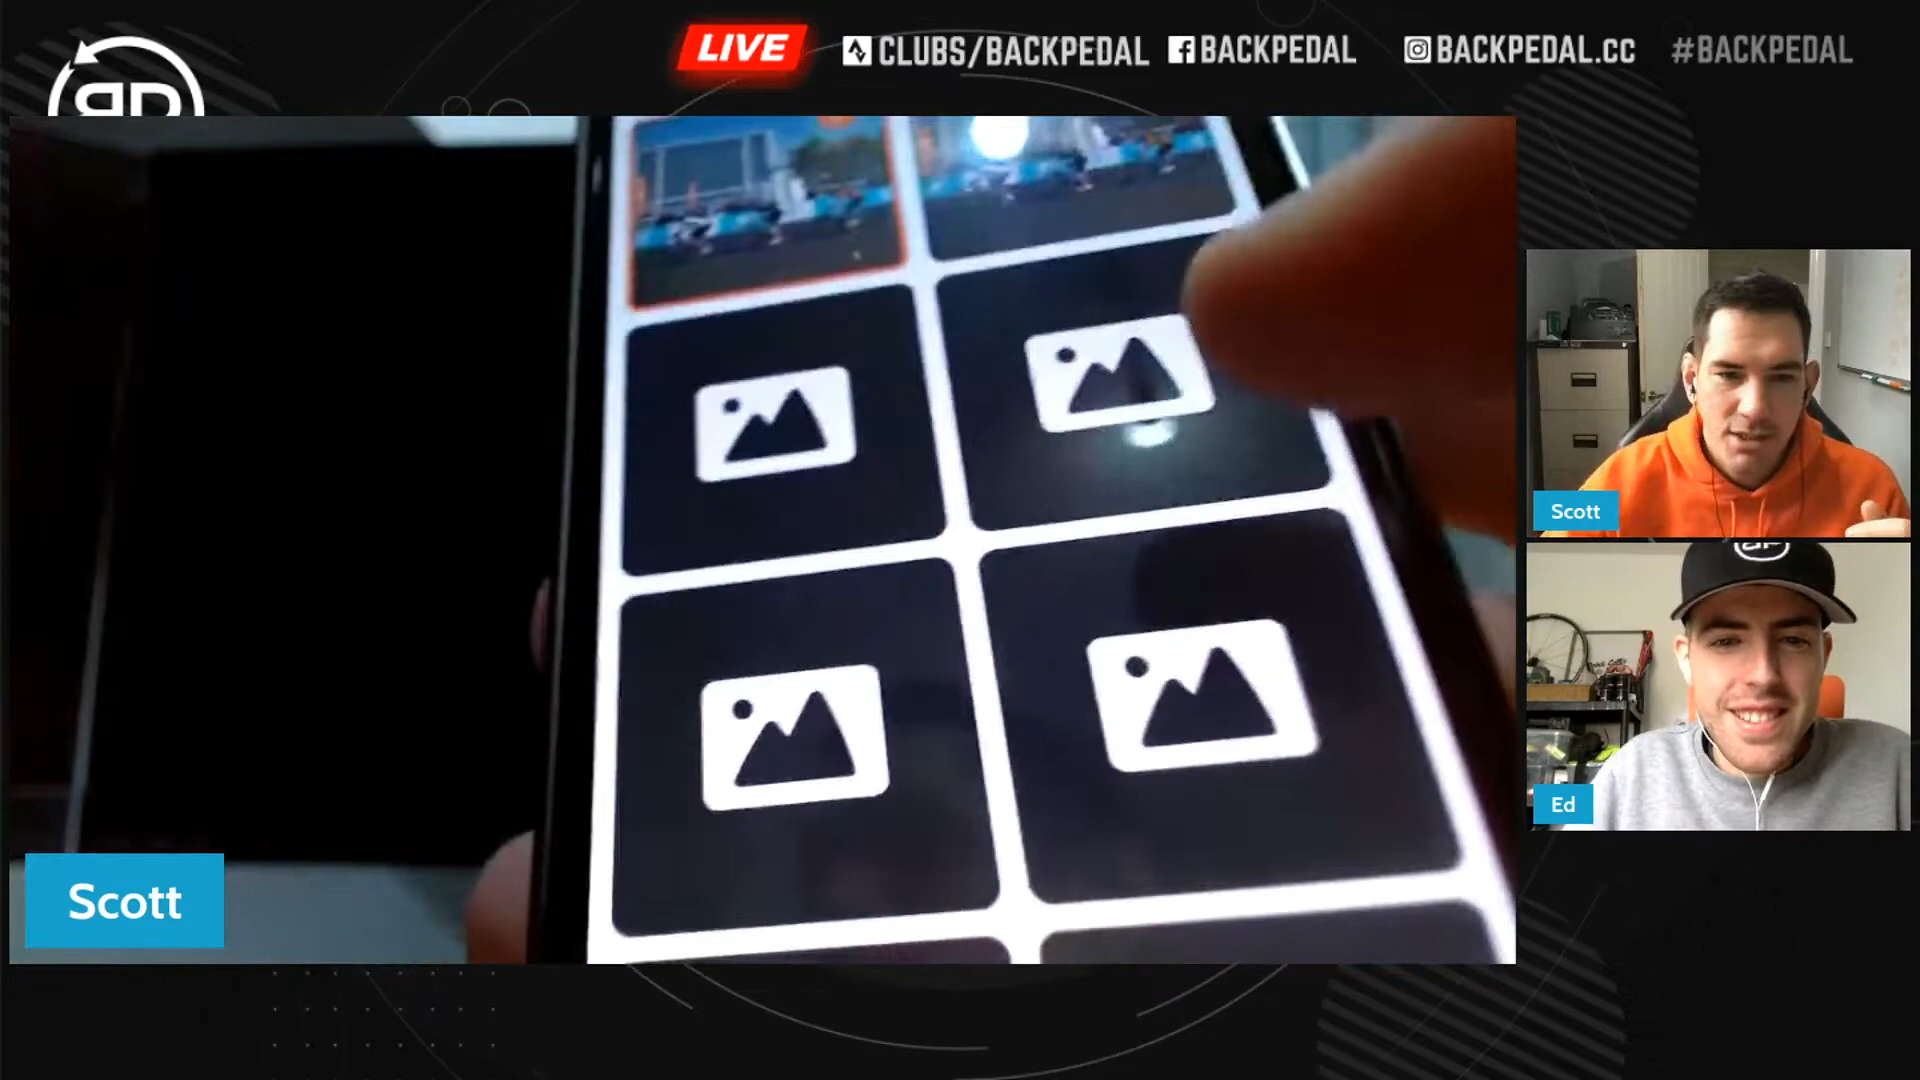 LIVE
CLUBS/BACKPEDAL
BACKPEDAL
BACKPEDAL.CC
#BACKPEDAL
Scott
Ed
Scott